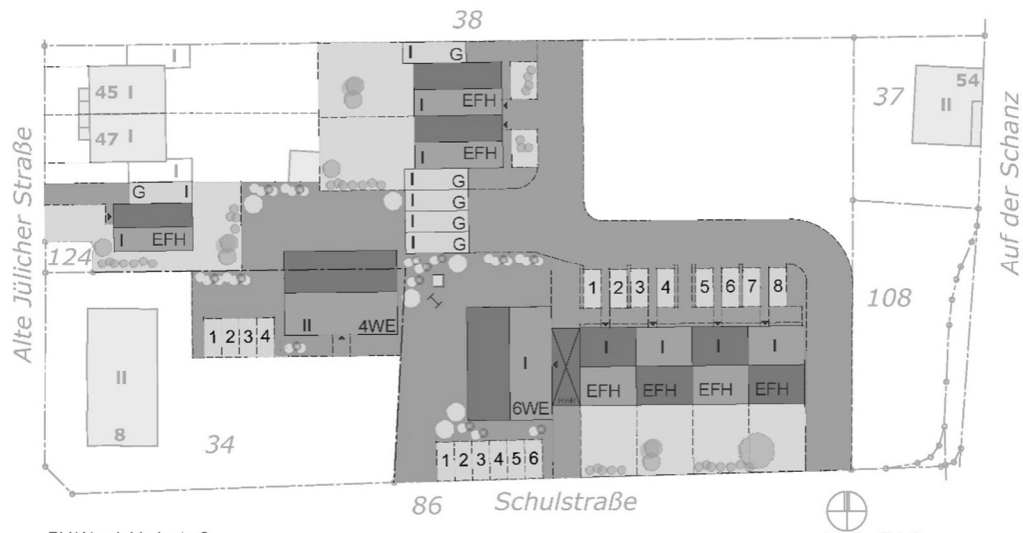 38
I
I
G
45 I
47 I
I
EFH
I
EFH
37
54
II
I
G I
I EFH
I G
I G
I G
I G
Alte Jülicher Straße
Auf der Schanz
124
1 2 3 4 5 6 7 8
108
II 4WE
1 2 3 4
I
I I I I
EFH EFH EFH EFH
6WE
II
8
34
1 2 3 4 5 6
86
Schulstraße